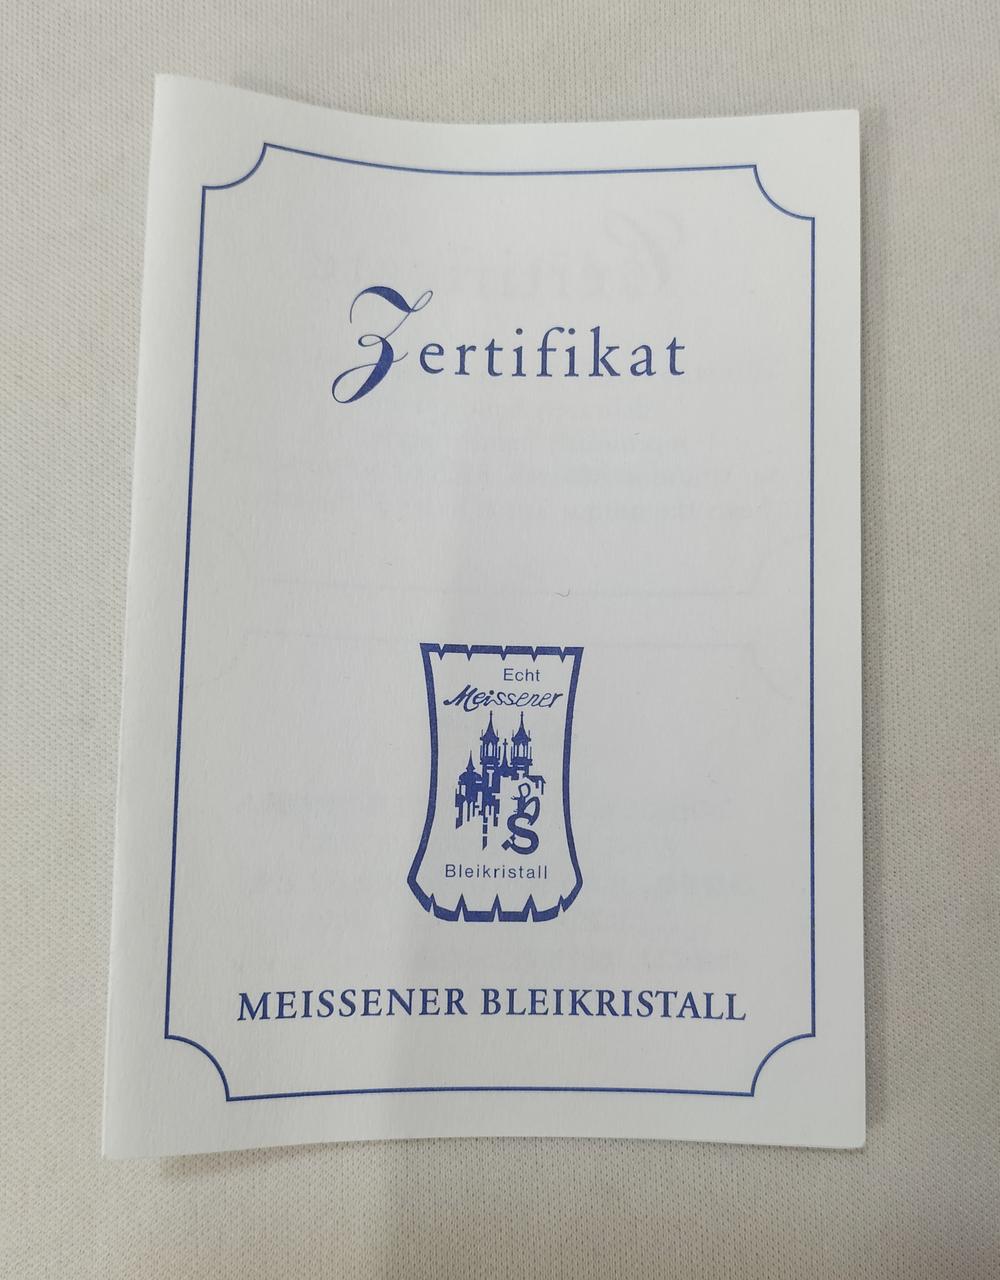 Zertifikat
Echt
Meissener
S
Bleikristall
MEISSENER BLEIKRISTALL